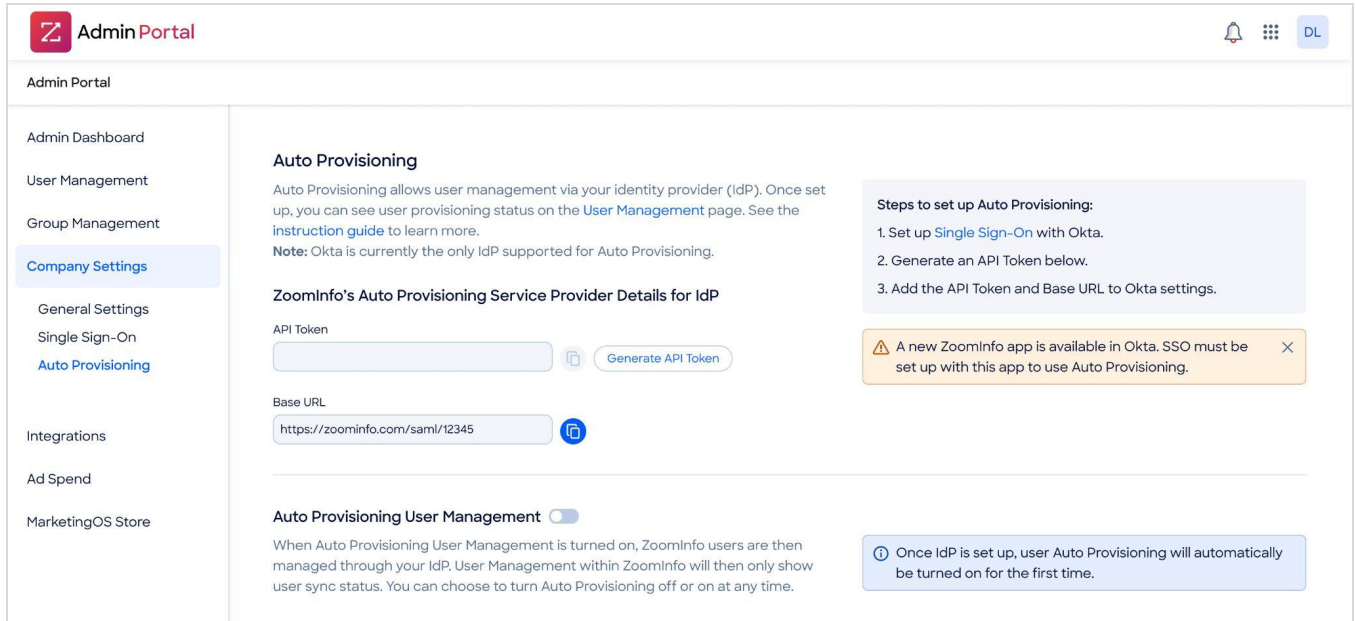 Admin Portal
DL
Admin Portal
Admin Dashboard
User Management
Group Management
Company Settings
General Settings
Single Sign-On
Auto Provisioning
Integrations
Ad Spend
MarketingOS Store
Auto Provisioning
Auto Provisioning allows user management via your identity provider (IdP). Once set
up, you can see user provisioning status on the User Management page. See the
instruction guide to learn more.
Note: Okta is currently the only IdP supported for Auto Provisioning.
ZoomInfo’s Auto Provisioning Service Provider Details for IdP
API Token
Generate API Token
Base URL
https://zoominfo.com/saml/12345
Steps to set up Auto Provisioning:
1. Set up Single Sign-On with Okta.
2. Generate an API Token below.
3. Add the API Token and Base URL to Okta settings.
A new ZoomInfo app is available in Okta. SSO must be
set up with this app to use Auto Provisioning.
Auto Provisioning User Management
When Auto Provisioning User Management is turned on, ZoomInfo users are then
managed through your IdP. User Management within ZoomInfo will then only show
user sync status. You can choose to turn Auto Provisioning off or on at any time.
Once IdP is set up, user Auto Provisioning will automatically
be turned on for the first time.